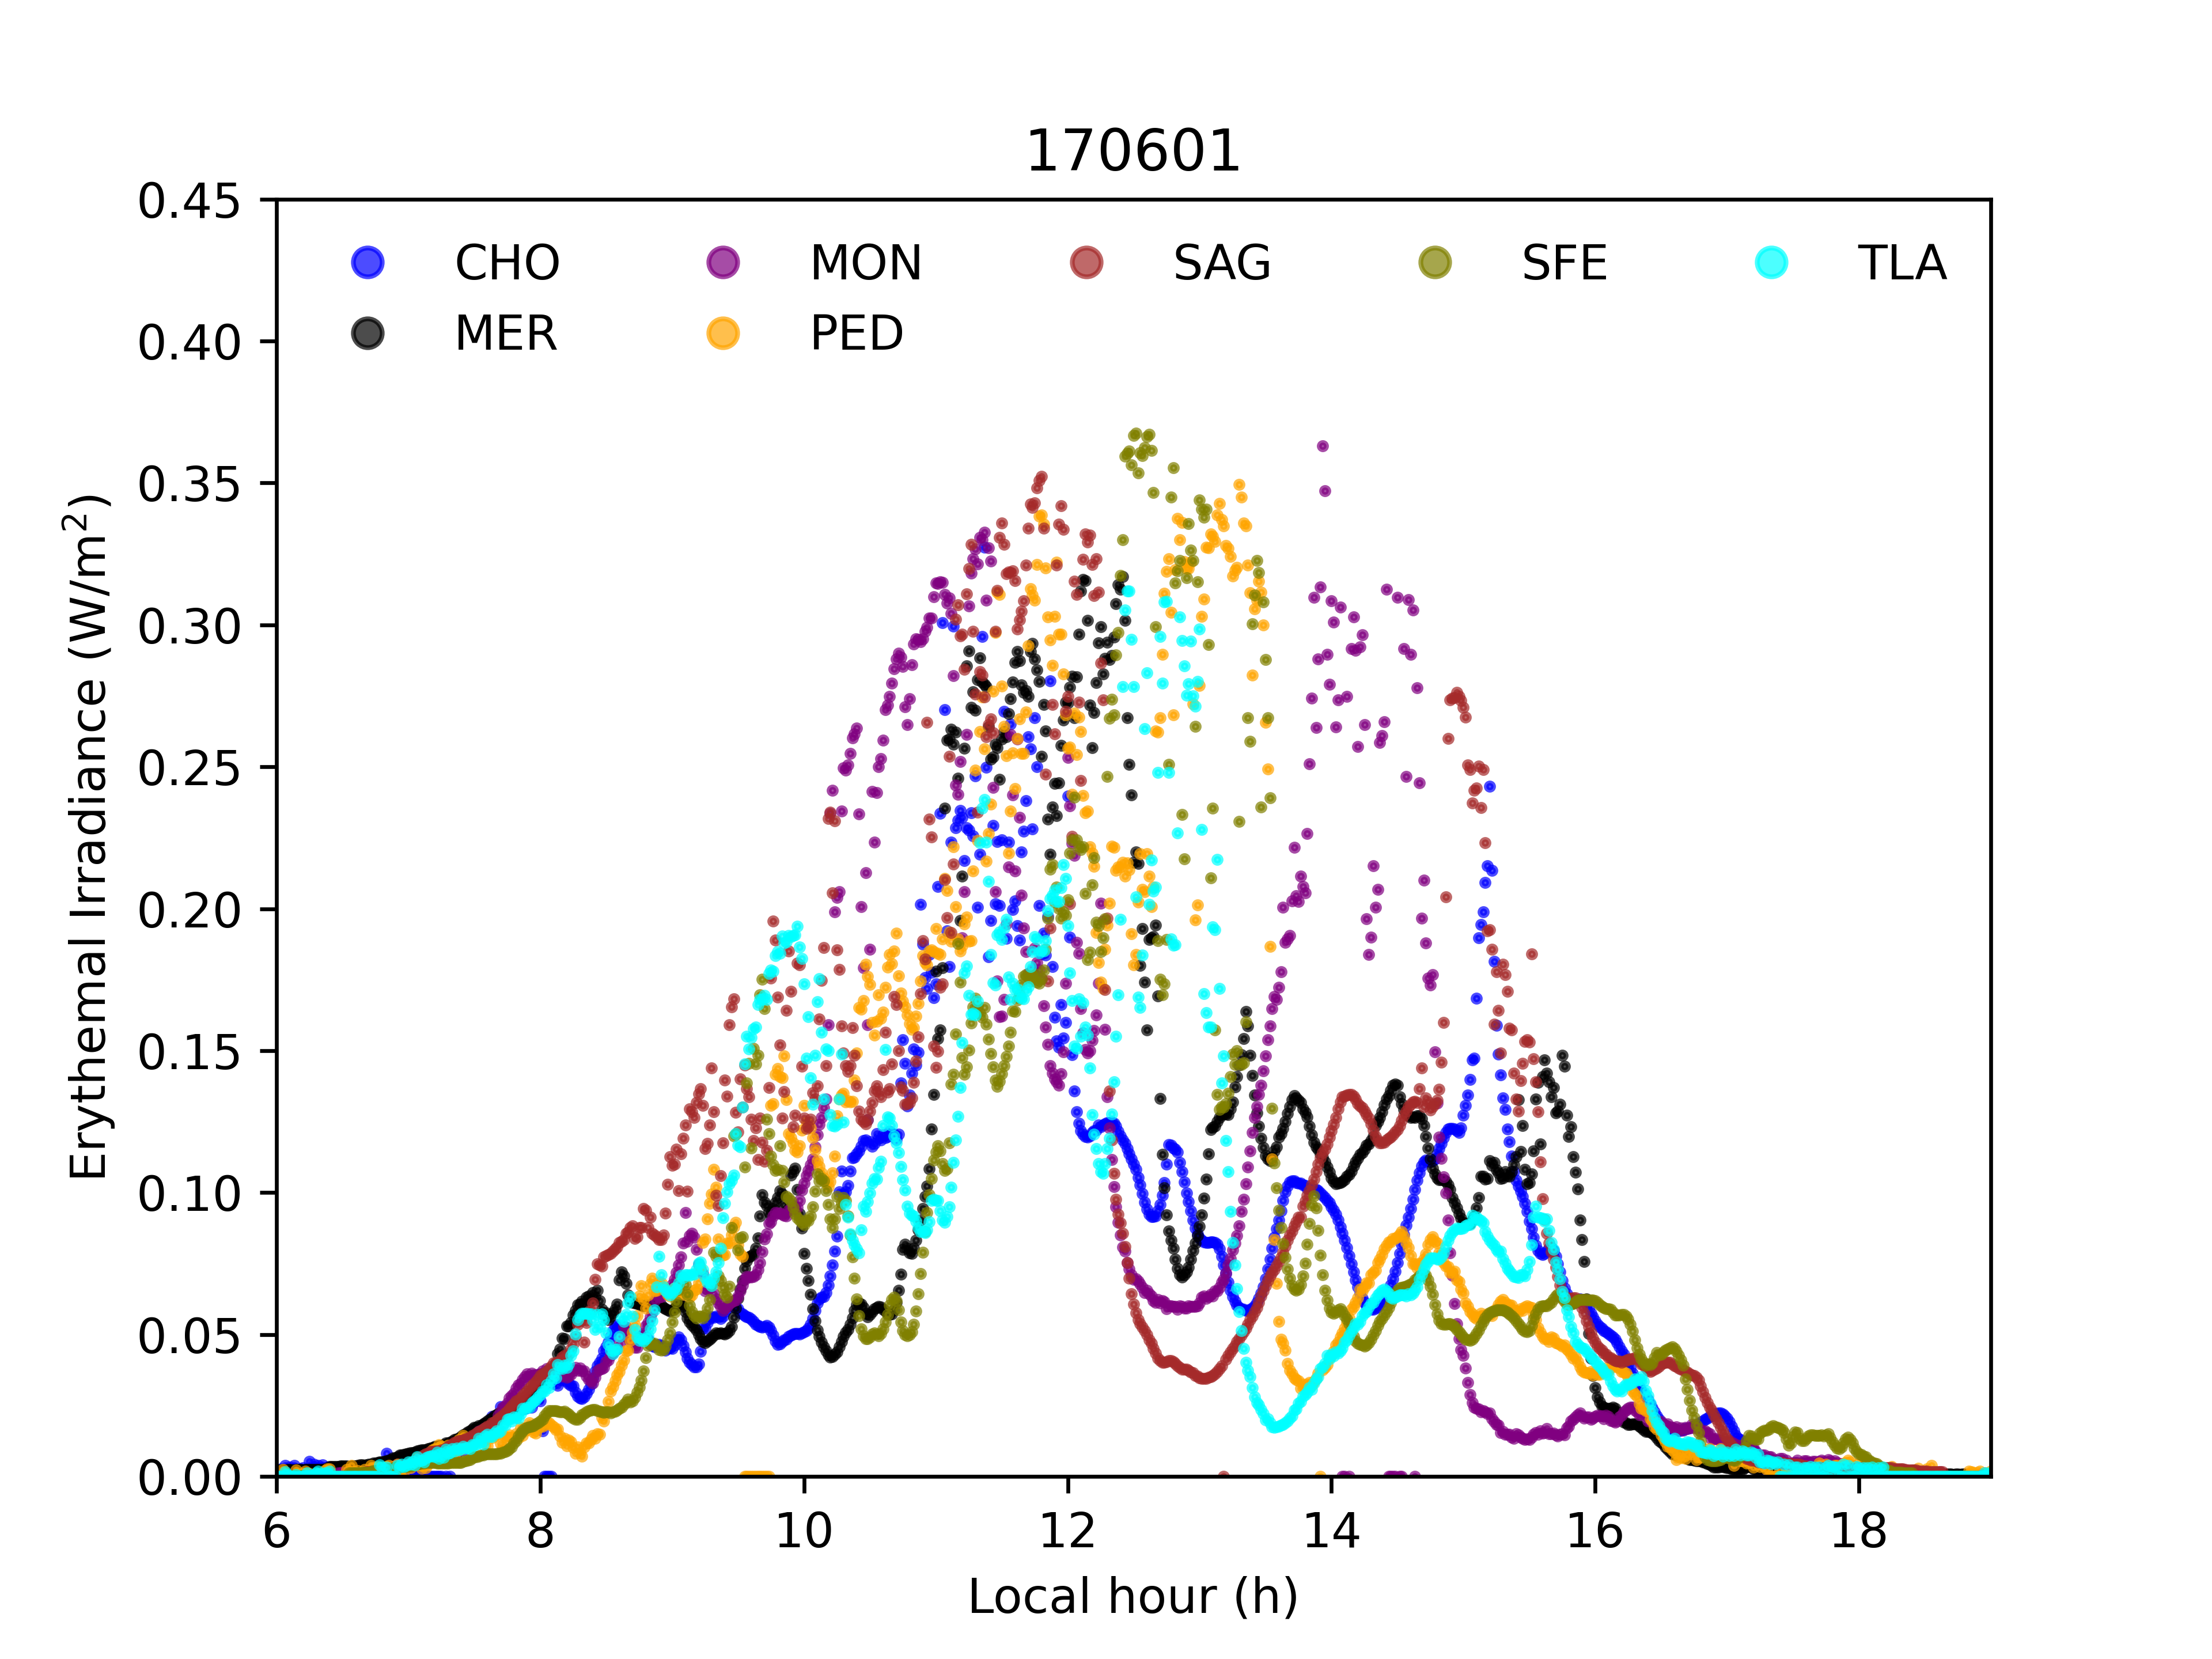 170601
0.45
0.40
0.35
0.30
0.25
0.20
0.15
0.10
0.05
0.00
Erythemal Irradiance (W/m²)
CHO MON SAG SFE TLA
MER PED
6 8 10 12 14 16 18
Local hour (h)